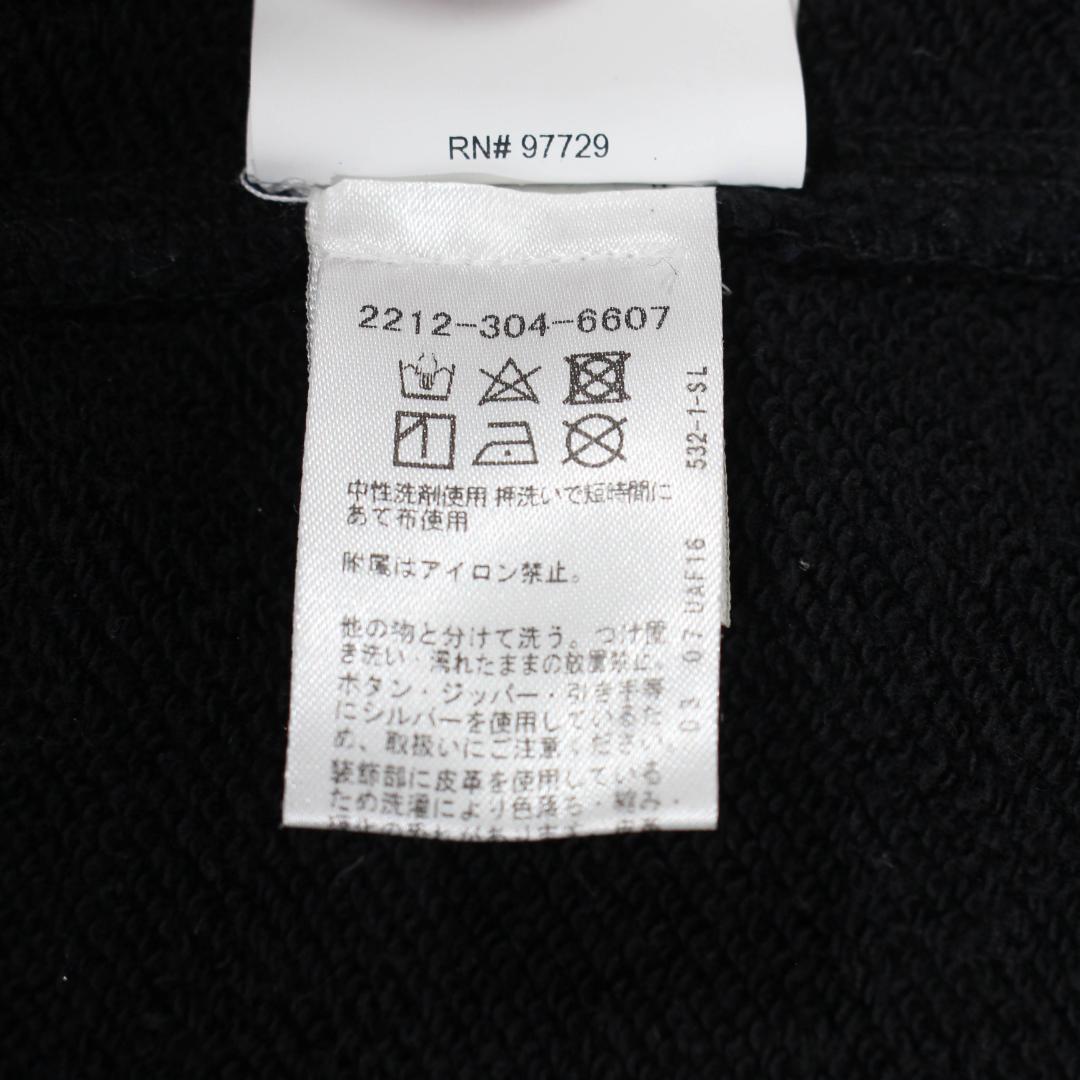 RN# 97729
2212-304-6607
中性洗剤使用 押洗いで短時間に
あて布使用
附属はアイロン禁止。
他の物と分けて洗う。つけ置
き洗い・濡れたままの放置禁止。
ボタン・ジッパー・引き手等
にシルバーを使用しているた
め、取扱いにご注意ください。
装飾部に皮革を使用している
ため洗濯により色落ち・縮み・
532-1-SL
03 07 UAF16